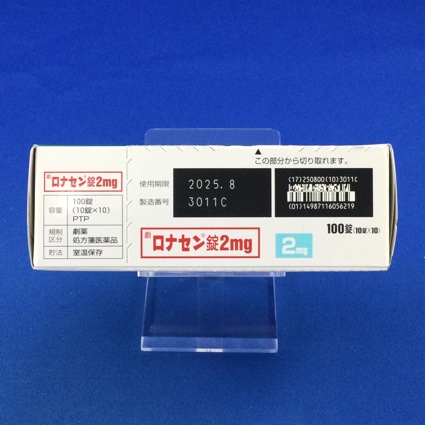 劇 ロナセン®錠2mg
容量 100錠
(10錠×10)
PTP
規制区分 劇薬
処方箋医薬品
貯法 室温保存
▲
この部分から切り取れます。
使用期限 2025.8
製造番号 3011C
(17)250800(10)3011C
(01)14987116056219
劇 ロナセン®錠2mg
2mg
100錠(10錠×10)